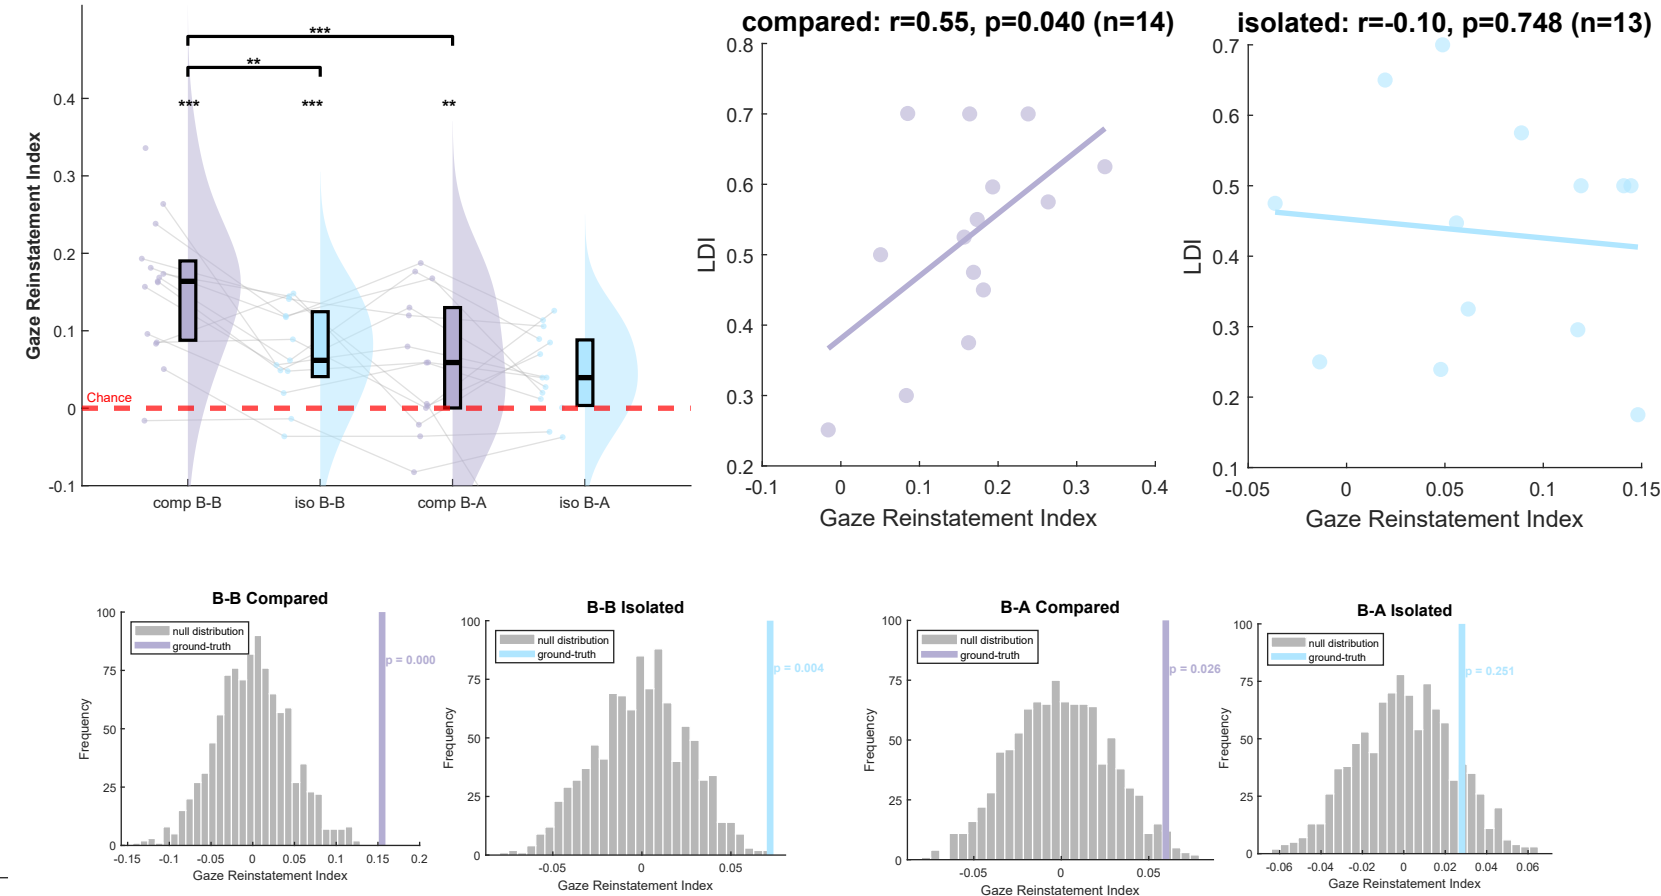 ***
**
*** *** **
Gaze Reinstatement Index
0.4
0.3
0.2
0.1
0
-0.1
Chance
comp B-B iso B-B comp B-A iso B-A
compared: r=0.55, p=0.040 (n=14)
LDI
0.8
0.7
0.6
0.5
0.4
0.3
0.2
-0.1 0 0.1 0.2 0.3 0.4
Gaze Reinstatement Index
isolated: r=-0.10, p=0.748 (n=13)
LDI
0.7
0.6
0.5
0.4
0.3
0.2
0.1
-0.05 0 0.05 0.1 0.15
Gaze Reinstatement Index
B-B Compared
null distribution
ground-truth
p = 0.000
Frequency
100
75
50
25
0
-0.15 -0.1 -0.05 0 0.05 0.1 0.15 0.2
Gaze Reinstatement Index
B-B Isolated
null distribution
ground-truth
p = 0.004
Frequency
100
75
50
25
0
-0.05 0 0.05
Gaze Reinstatement Index
B-A Compared
null distribution
ground-truth
p = 0.026
Frequency
100
75
50
25
0
-0.05 0 0.05
Gaze Reinstatement Index
B-A Isolated
null distribution
ground-truth
p = 0.251
Frequency
100
75
50
25
0
-0.06 -0.04 -0.02 0 0.02 0.04 0.06
Gaze Reinstatement Index